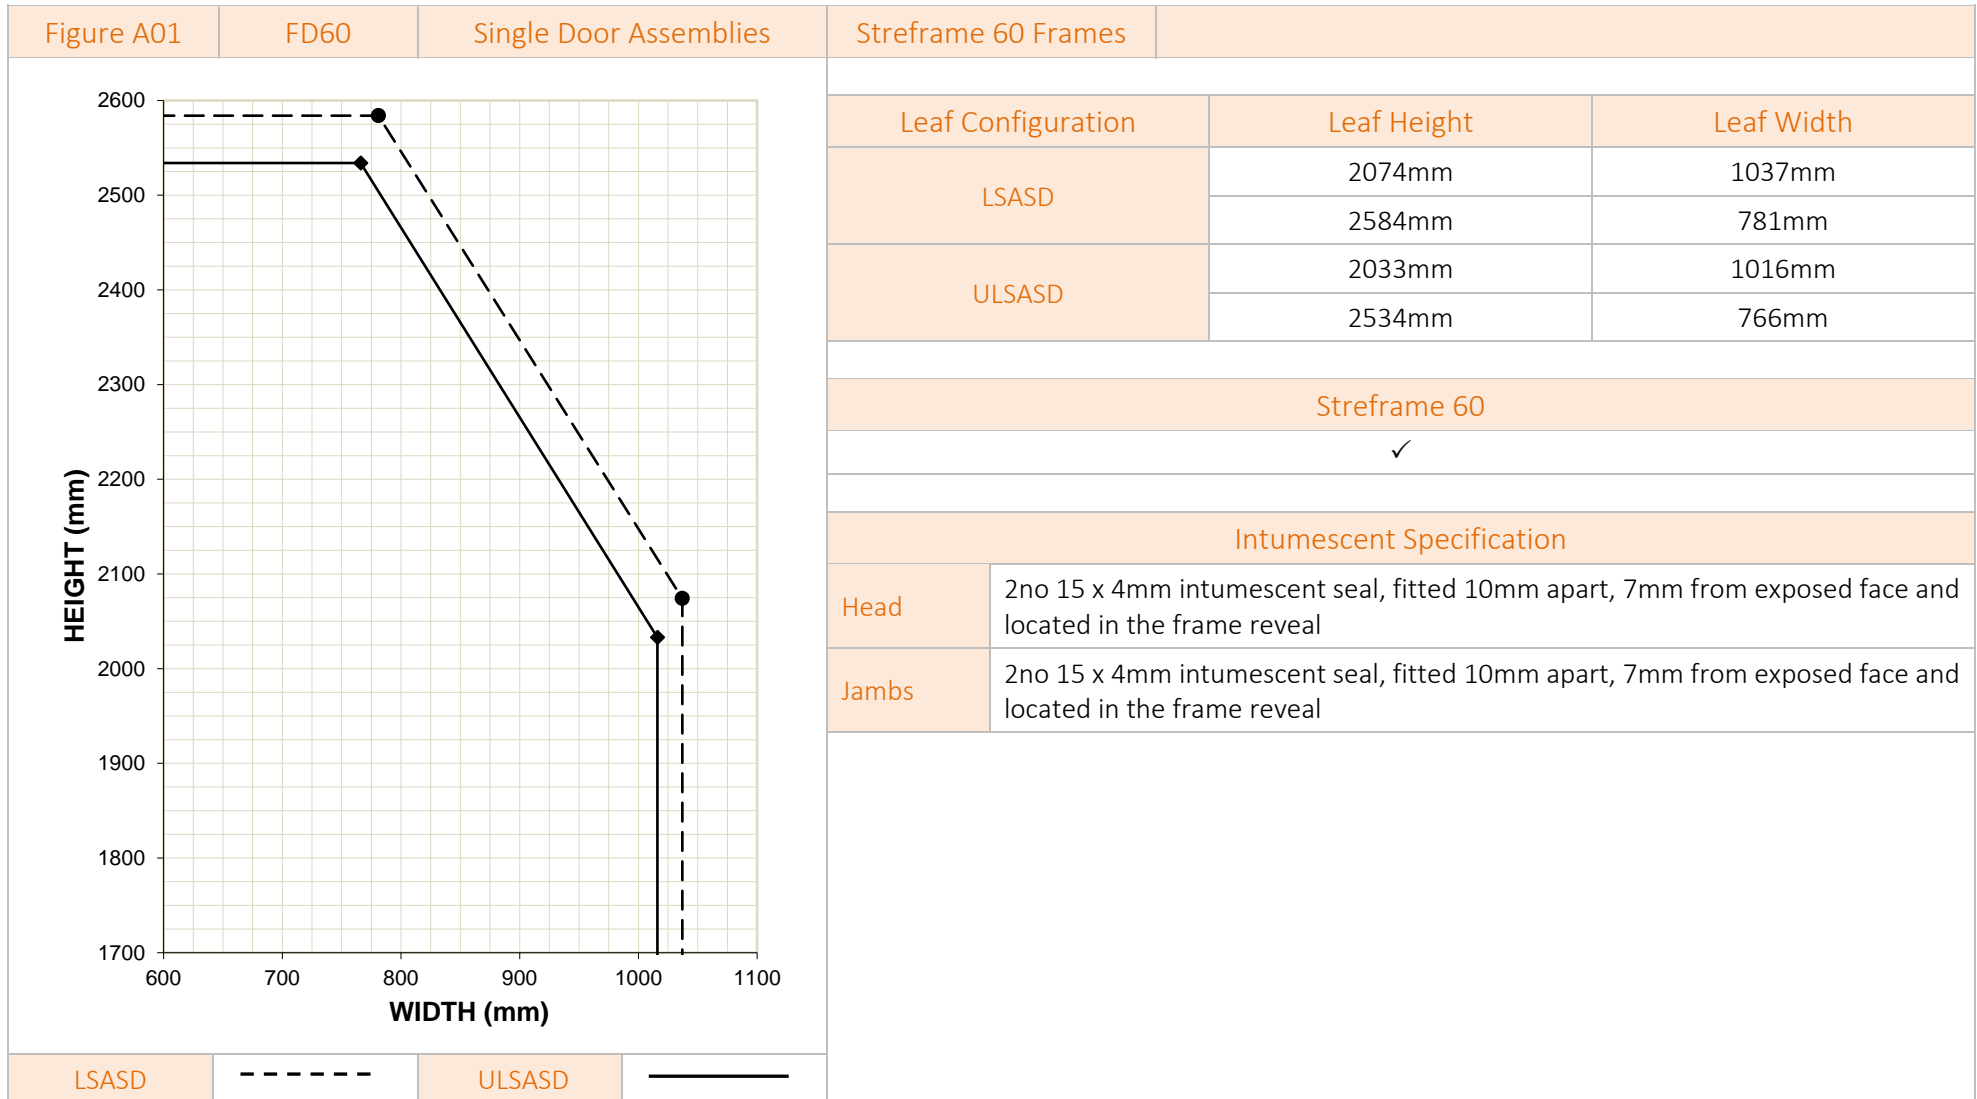 Figure A01 FD60 Single Door Assemblies Streframe 60 Frames
2600
2500
2400
2300
2200
2100
2000
1900
1800
1700
HEIGHT (mm)
600 700 800 900 1000 1100
WIDTH (mm)
LSASD ULSASD
Leaf Configuration Leaf Height Leaf Width
LSASD
2074mm 1037mm
2584mm 781mm
ULSASD
2033mm 1016mm
2534mm 766mm
Streframe 60
✓
Intumescent Specification
Head
2no 15 x 4mm intumescent seal, fitted 10mm apart, 7mm from exposed face and
located in the frame reveal
Jambs
2no 15 x 4mm intumescent seal, fitted 10mm apart, 7mm from exposed face and
located in the frame reveal